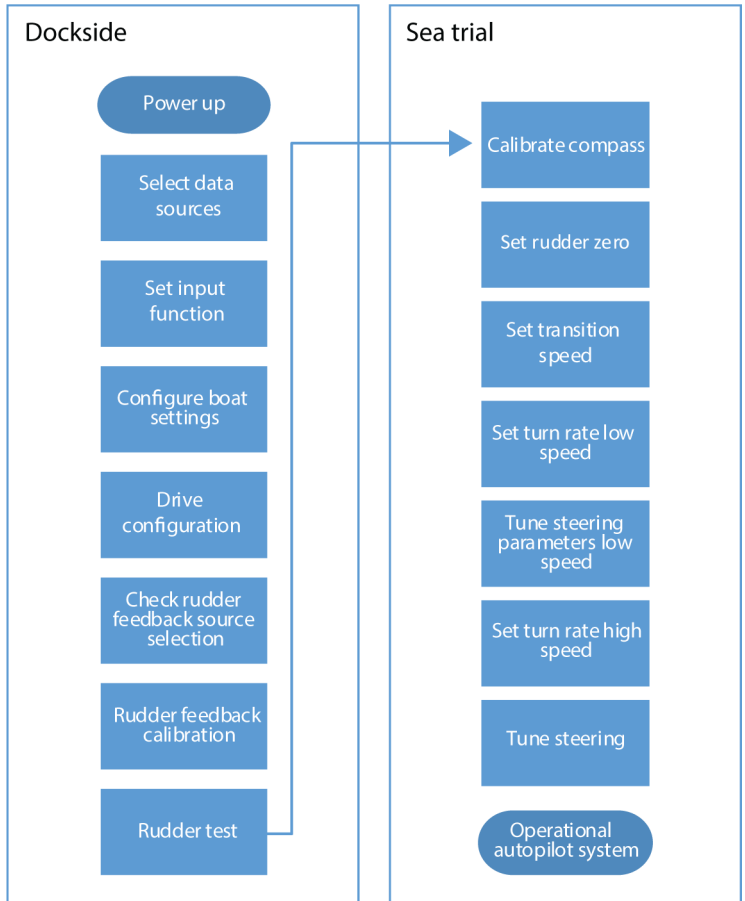 Dockside
Power up
Select data
sources
Set input
function
Configure boat
settings
Drive
configuration
Check rudder
feedback source
selection
Rudder feedback
calibration
Rudder test
Sea trial
Calibrate compass
Set rudder zero
Set transition
speed
Set turn rate low
speed
Tune steering
parameters low
speed
Set turn rate high
speed
Tune steering
Operational
autopilot system